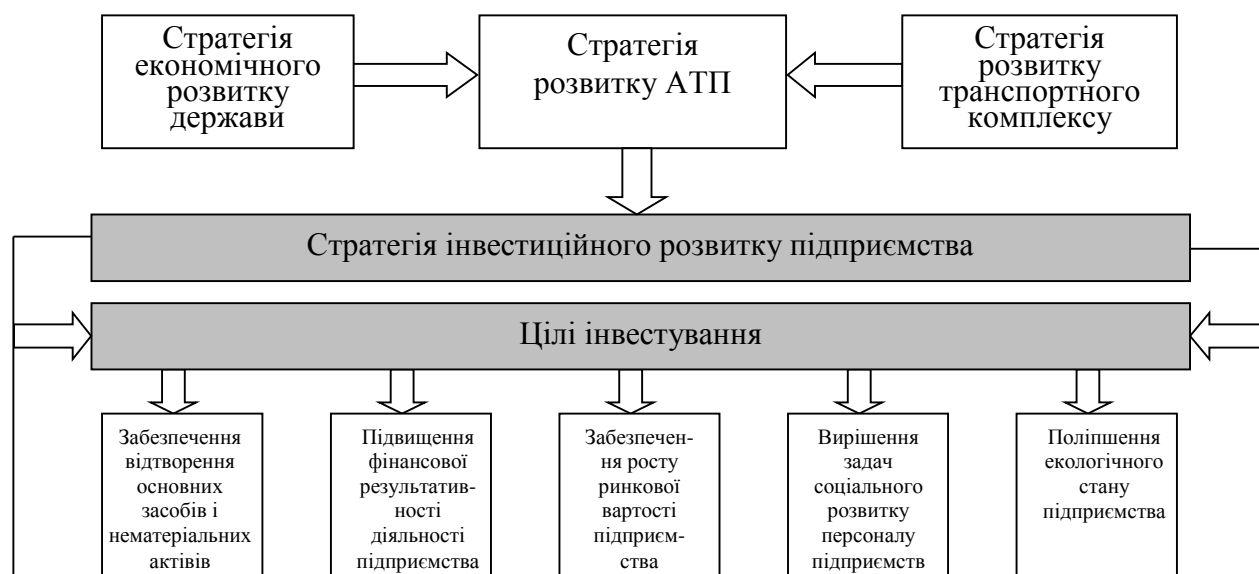 Стратегія
економічного
розвитку
держави
Стратегія
розвитку АТП
Стратегія
розвитку
транспортного
комплексу
Стратегія інвестиційного розвитку підприємства
Цілі інвестування
Забезпечення
відтворення
основних
засобів і
нематеріальних
активів
Підвищення
фінансової
результатив-
ності
діяльності
підприємства
Забезпечен-
ня росту
ринкової
вартості
підприєм-
ства
Вирішення
задач
соціального
розвитку
персоналу
підприємств
Поліпшення
екологічного
стану
підприємства